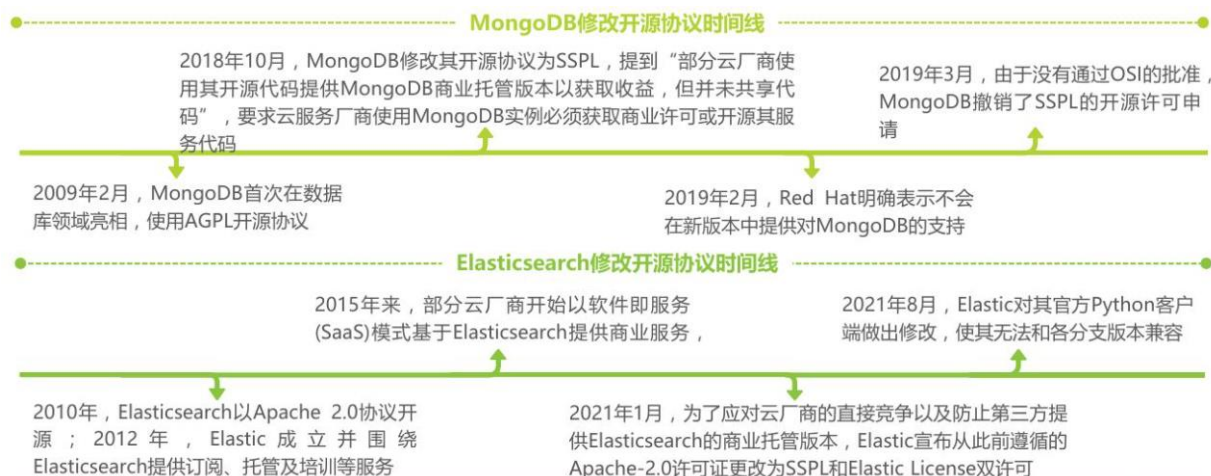 MongoDB修改开源协议时间线
2018年10月，MongoDB修改其开源协议为SSPL，提到“部分云厂商使
用其开源代码提供MongoDB商业托管版本以获取收益，但并未共享代
码”，要求云服务厂商使用MongoDB实例必须获取商业许可或开源其服
务代码
2019年3月，由于没有通过OSI的批准，
MongoDB撤销了SSPL的开源许可申
请
2009年2月，MongoDB首次在数据
库领域亮相，使用AGPL开源协议
2019年2月，Red Hat明确表示不会
在新版本中提供对MongoDB的支持
Elasticsearch修改开源协议时间线
2015年来，部分云厂商开始以软件即服务
(SaaS)模式基于Elasticsearch提供商业服务，
2021年8月，Elastic对其官方Python客户
端做出修改，使其无法和各分支版本兼容
2010年，Elasticsearch以Apache 2.0协议开
源；2012年，Elastic成立并围绕
Elasticsearch提供订阅、托管及培训等服务
2021年1月，为了应对云厂商的直接竞争以及防止第三方提
供Elasticsearch的商业托管版本，Elastic宣布从此前遵循的
Apache-2.0许可证更改为SSPL和Elastic License双许可